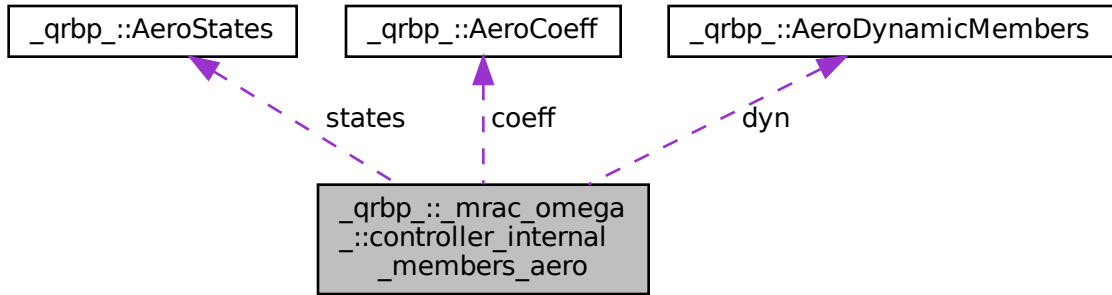 _qrbp_::AeroStates
_qrbp_::AeroCoeff
_qrbp_::AeroDynamicMembers
states
coeff
dyn
_qrbp_::_mrac_omega
_::controller_internal
_members_aero